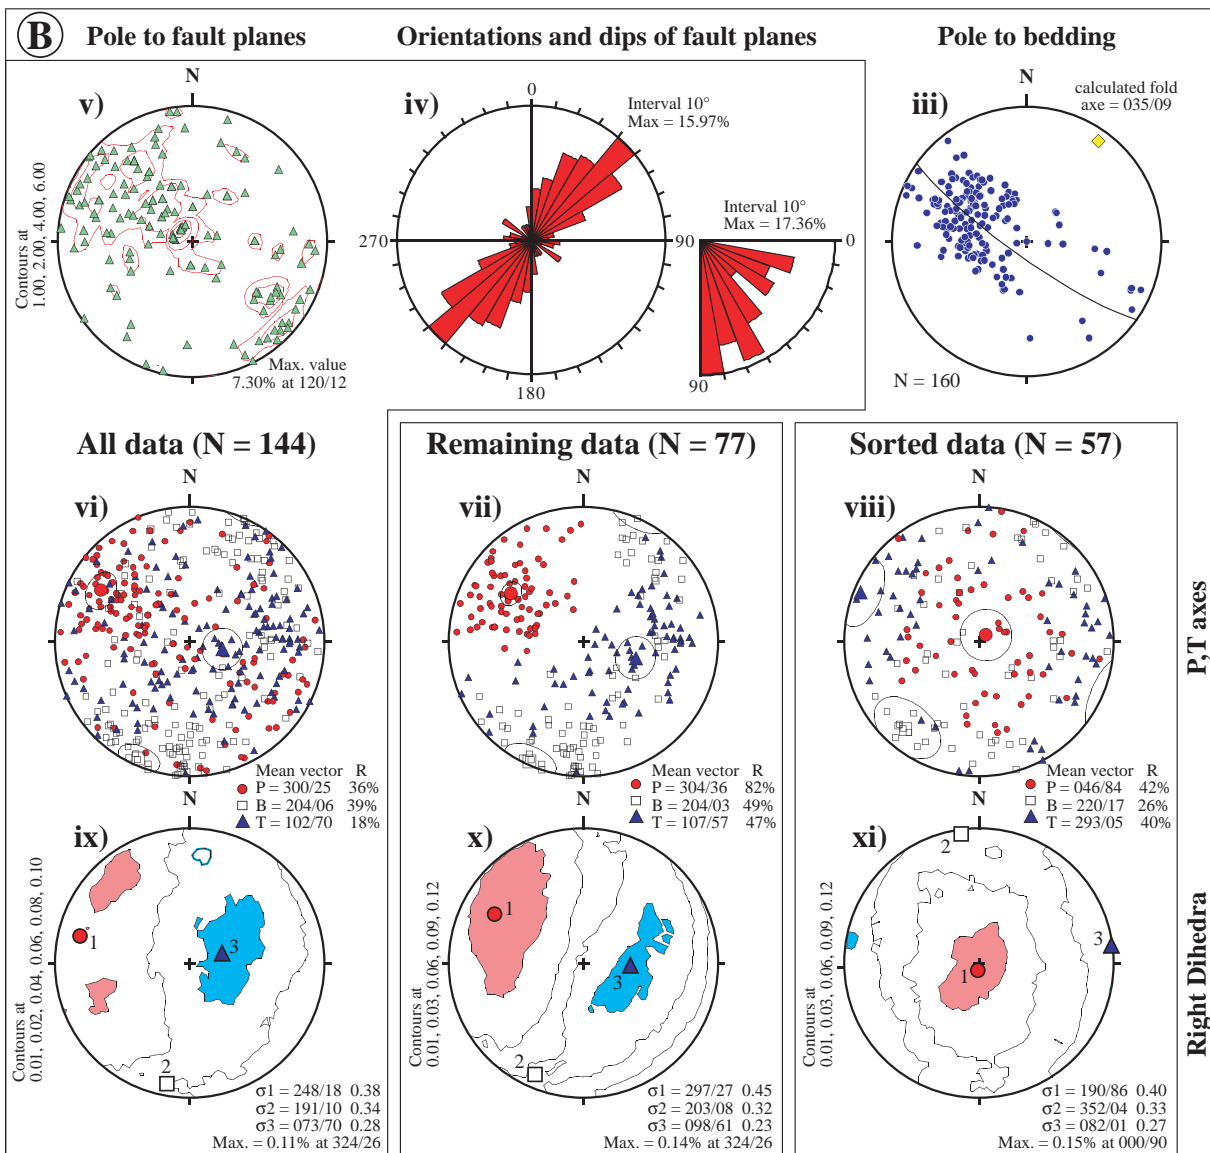 B Pole to fault planes Orientations and dips of fault planes Pole to bedding
v)
N
Contours at
1.00, 2.00, 4.00, 6.00
Max. value
7.30% at 120/12
iv)
0
Interval 10°
Max = 15.97%
270
90
180
Interval 10°
Max = 17.36%
0
90
iii)
N
calculated fold
axe = 035/09
N = 160
All data (N = 144)
vi)
N
Mean vector R
P = 300/25 36%
B = 204/06 39%
T = 102/70 18%
Remaining data (N = 77)
vii)
N
Mean vector R
P = 304/36 82%
B = 204/03 49%
T = 107/57 47%
Sorted data (N = 57)
viii)
N
Mean vector R
P = 046/84 42%
B = 220/17 26%
T = 293/05 40%
P,T axes
ix)
Contours at
0.01, 0.02, 0.04, 0.06, 0.08, 0.10
1
2
3
σ1 = 248/18 0.38
σ2 = 191/10 0.34
σ3 = 073/70 0.28
Max. = 0.11% at 324/26
x)
Contours at
0.01, 0.03, 0.06, 0.09, 0.12
1
2
3
σ1 = 297/27 0.45
σ2 = 203/08 0.32
σ3 = 098/61 0.23
Max. = 0.14% at 324/26
xi)
Contours at
0.01, 0.03, 0.06, 0.09, 0.12
1
2
3
σ1 = 190/86 0.40
σ2 = 352/04 0.33
σ3 = 082/01 0.27
Max. = 0.15% at 000/90
Right Dihedra